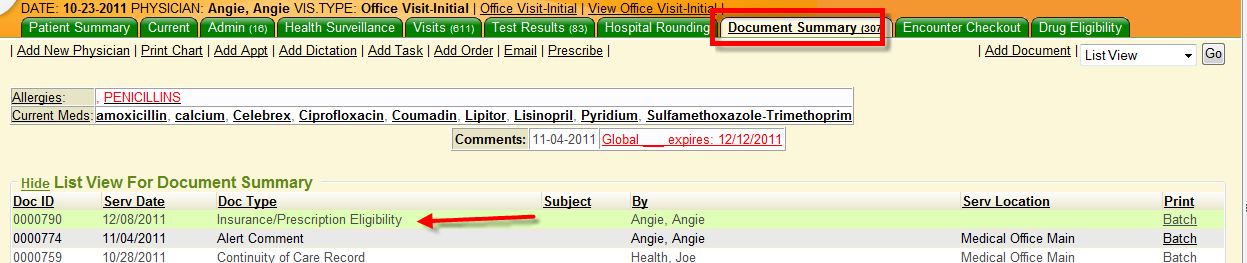 DATE: 10-23-2011 PHYSICIAN: Angie, Angie VIS.TYPE: Office Visit-Initial | Office Visit-Initial | View Office Visit-Initial |
Patient Summary Current Admin (16) Health Surveillance Visits (611) Test Results (83) Hospital Rounding Document Summary (307 Encounter Checkout Drug Eligibility
| Add New Physician | Print Chart | Add Appt | Add Dictation | Add Task | Add Order | Email | Prescribe | | Add Document | List View Go
Allergies: , PENICILLINS
Current Meds: amoxicillin, calcium, Celebrex, Ciprofloxacin, Coumadin, Lipitor, Lisinopril, Pyridium, Sulfamethoxazole-Trimethoprim
Comments: 11-04-2011 Global ___ expires: 12/12/2011
Hide List View For Document Summary
Doc ID Serv Date Doc Type Subject By Serv Location Print
0000790 12/08/2011 Insurance/Prescription Eligibility Angie, Angie Batch
0000774 11/04/2011 Alert Comment Angie, Angie Medical Office Main Batch
0000759 10/28/2011 Continuity of Care Record Health, Joe Medical Office Main Batch